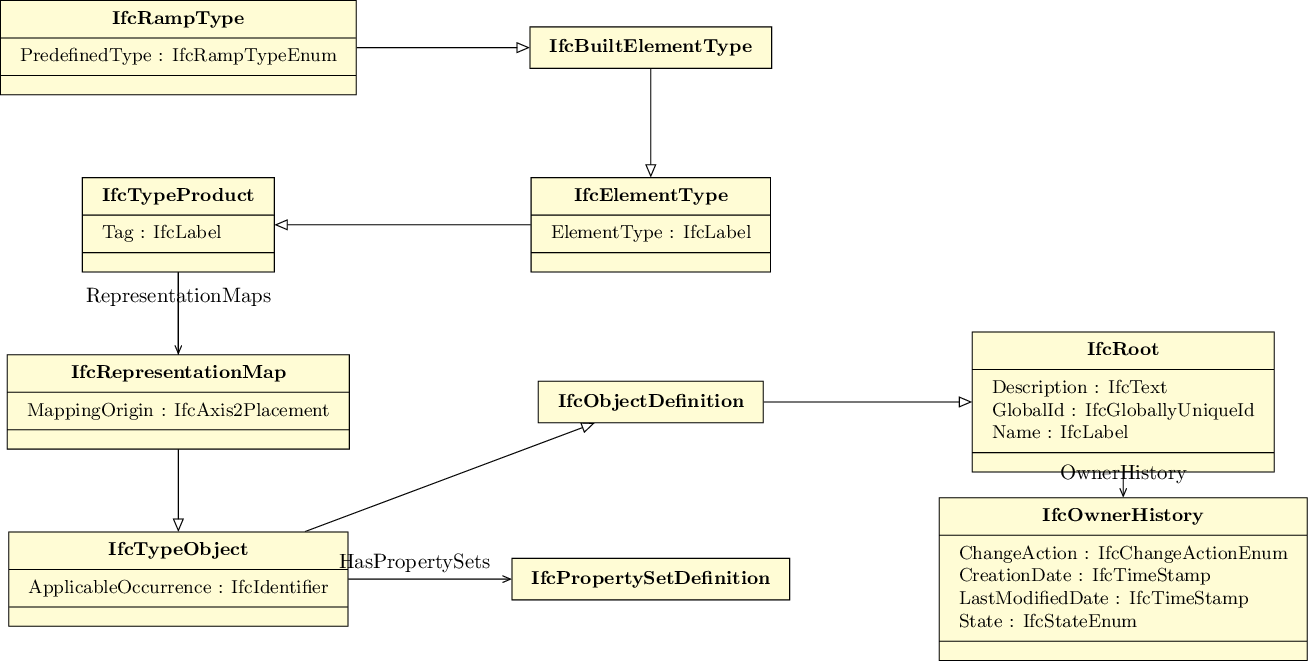 IfcRampType
PredefinedType : IfcRampTypeEnum
IfcBuiltElementType
IfcTypeProduct
Tag : IfcLabel
IfcElementType
ElementType : IfcLabel
RepresentationMaps
IfcRepresentationMap
MappingOrigin : IfcAxis2Placement
IfcObjectDefinition
IfcRoot
Description : IfcText
GlobalId : IfcGloballyUniqueId
Name : IfcLabel
OwnerHistory
IfcTypeObject
ApplicableOccurrence : IfcIdentifier
HasPropertySets
IfcPropertySetDefinition
IfcOwnerHistory
ChangeAction : IfcChangeActionEnum
CreationDate : IfcTimeStamp
LastModifiedDate : IfcTimeStamp
State : IfcStateEnum